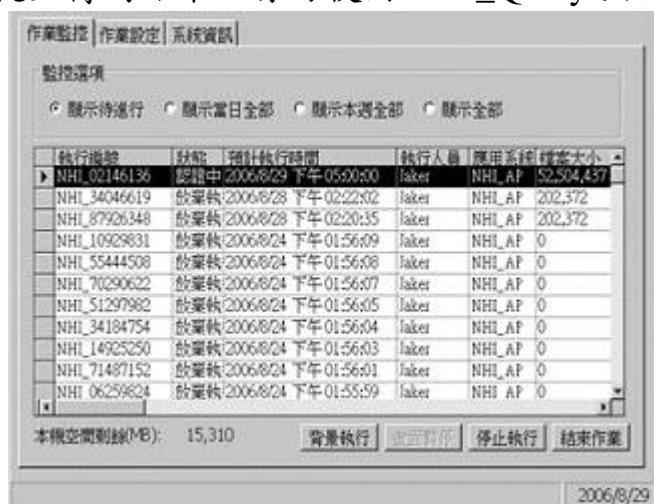 作業監控 作業設定 系統資訊
監控選項
顯示待進行 顯示當日全部 顯示本週全部 顯示全部
執行編號 狀態 預計執行時間 執行人員 應用系統 檔案大小
NHI_02146136 認證中 2006/8/29 下午 05:00:00 Jaker NHI_AP 52,504,437
NHI_34046619 放棄執 2006/8/28 下午 02:22:02 Jaker NHI_AP 202,372
NHI_87926348 放棄執 2006/8/28 下午 02:20:35 Jaker NHI_AP 202,372
NHI_10929831 放棄執 2006/8/24 下午 01:56:09 Jaker NHI_AP 0
NHI_55444508 放棄執 2006/8/24 下午 01:56:08 Jaker NHI_AP 0
NHI_70290622 放棄執 2006/8/24 下午 01:56:07 Jaker NHI_AP 0
NHI_51297982 放棄執 2006/8/24 下午 01:56:05 Jaker NHI_AP 0
NHI_34184754 放棄執 2006/8/24 下午 01:56:04 Jaker NHI_AP 0
NHI_14925250 放棄執 2006/8/24 下午 01:56:03 Jaker NHI_AP 0
NHI_71487152 放棄執 2006/8/24 下午 01:56:01 Jaker NHI_AP 0
NHI_06259824 放棄執 2006/8/24 下午 01:55:59 Jaker NHI_AP 0
本機空間剩餘(MB): 15,310 背景執行 停止執行 結束作業
2006/8/29